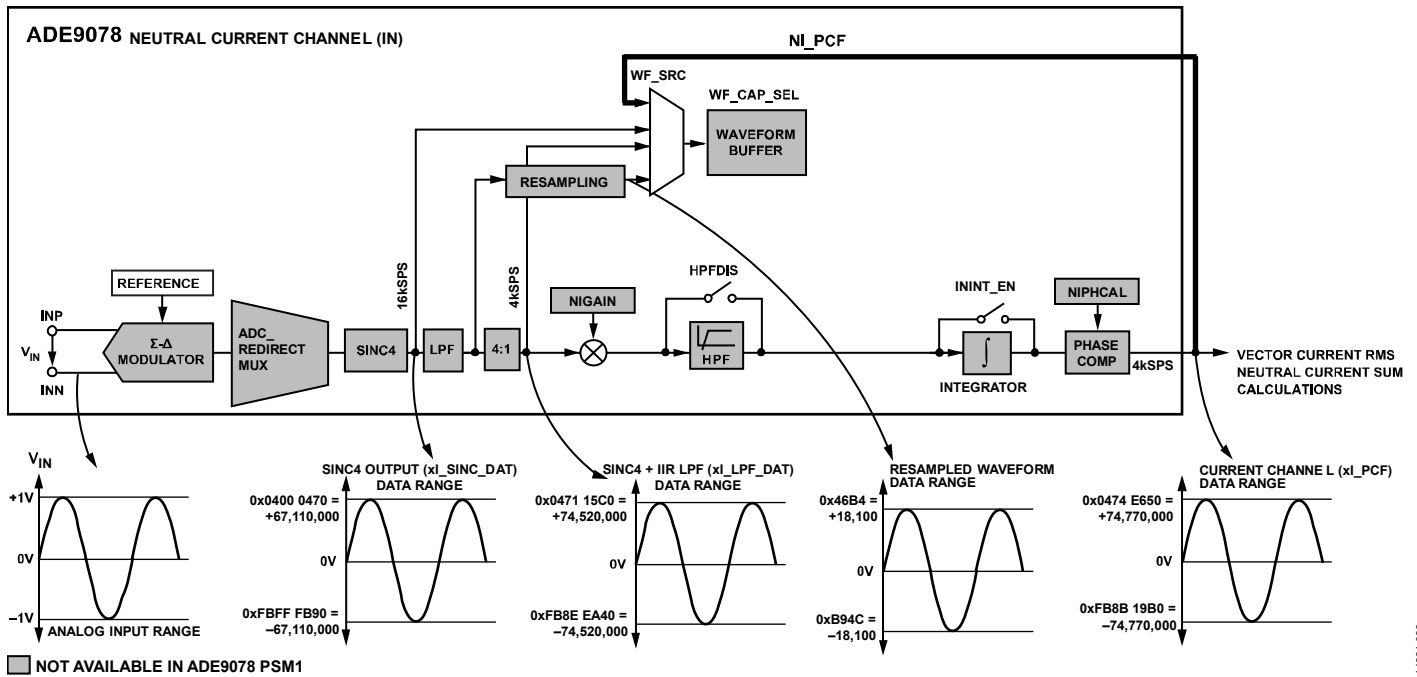 ADE9078 NEUTRAL CURRENT CHANNEL (IN)
NI_PCF
WF_SRC
WF_CAP_SEL
WAVEFORM
BUFFER
RESAMPLING
REFERENCE
INP
VIN
INN
Σ-Δ
MODULATOR
ADC_
REDIRECT
MUX
SINC4
16kSPS
LPF
4:1
4kSPS
NIGAIN
HPFDIS
HPF
ININT_EN
∫
INTEGRATOR
NIPHCAL
PHASE
COMP
4kSPS
VECTOR CURRENT RMS
NEUTRAL CURRENT SUM
CALCULATIONS
VIN
+1V
0V
–1V
ANALOG INPUT RANGE
SINC4 OUTPUT (xI_SINC_DAT)
DATA RANGE
0x0400 0470 =
+67,110,000
0V
0xFBFF FB90 =
–67,110,000
SINC4 + IIR LPF (xI_LPF_DAT)
DATA RANGE
0x0471 15C0 =
+74,520,000
0V
0xFB8E EA40 =
–74,520,000
RESAMPLED WAVEFORM
DATA RANGE
0x46B4 =
+18,100
0V
0xB94C =
–18,100
CURRENT CHANNEL (xI_PCF)
DATA RANGE
0x0474 E650 =
+74,770,000
0V
0xFB8B 19B0 =
–74,770,000
NOT AVAILABLE IN ADE9078 PSM1